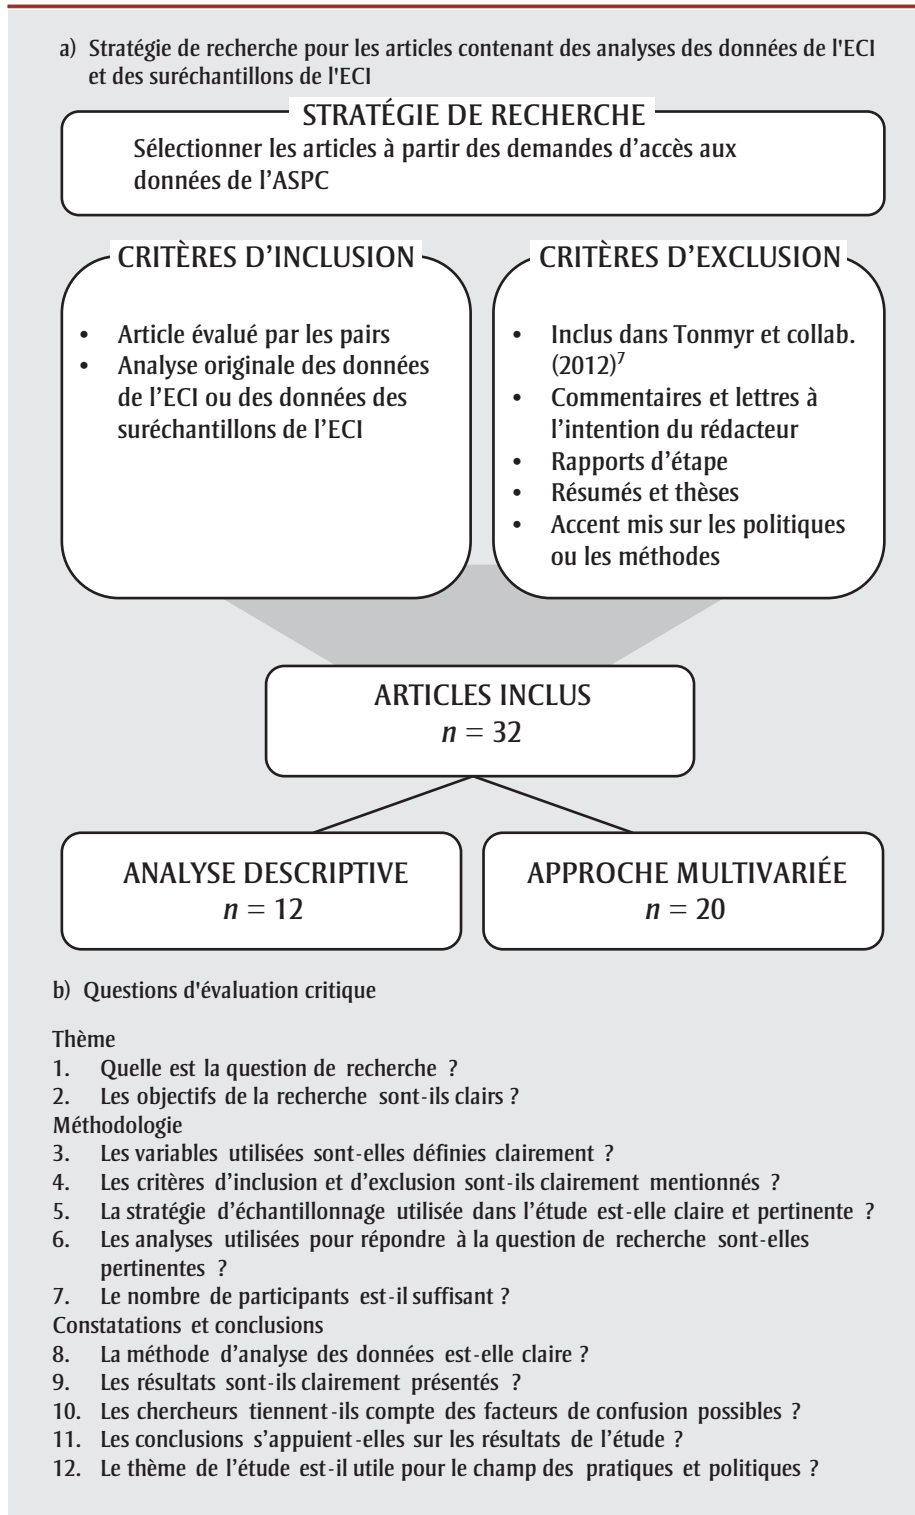 a) Stratégie de recherche pour les articles contenant des analyses des données de l'ECI
et des suréchantillons de l'ECI
STRATÉGIE DE RECHERCHE
Sélectionner les articles à partir des demandes d’accès aux
données de l’ASPC
CRITÈRES D’INCLUSION
• Article évalué par les pairs
• Analyse originale des données
de l’ECI ou des données des
suréchantillons de l’ECI
CRITÈRES D’EXCLUSION
• Inclus dans Tonmyr et collab.
(2012)7
• Commentaires et lettres à
l’intention du rédacteur
• Rapports d’étape
• Résumés et thèses
• Accent mis sur les politiques
ou les méthodes
ARTICLES INCLUS
n = 32
ANALYSE DESCRIPTIVE
n = 12
APPROCHE MULTIVARIÉE
n = 20
b) Questions d'évaluation critique
Thème
1. Quelle est la question de recherche ?
2. Les objectifs de la recherche sont-ils clairs ?
Méthodologie
3. Les variables utilisées sont-elles définies clairement ?
4. Les critères d’inclusion et d’exclusion sont-ils clairement mentionnés ?
5. La stratégie d’échantillonnage utilisée dans l’étude est-elle claire et pertinente ?
6. Les analyses utilisées pour répondre à la question de recherche sont-elles
pertinentes ?
7. Le nombre de participants est-il suffisant ?
Constatations et conclusions
8. La méthode d’analyse des données est-elle claire ?
9. Les résultats sont-ils clairement présentés ?
10. Les chercheurs tiennent-ils compte des facteurs de confusion possibles ?
11. Les conclusions s’appuient-elles sur les résultats de l’étude ?
12. Le thème de l’étude est-il utile pour le champ des pratiques et politiques ?